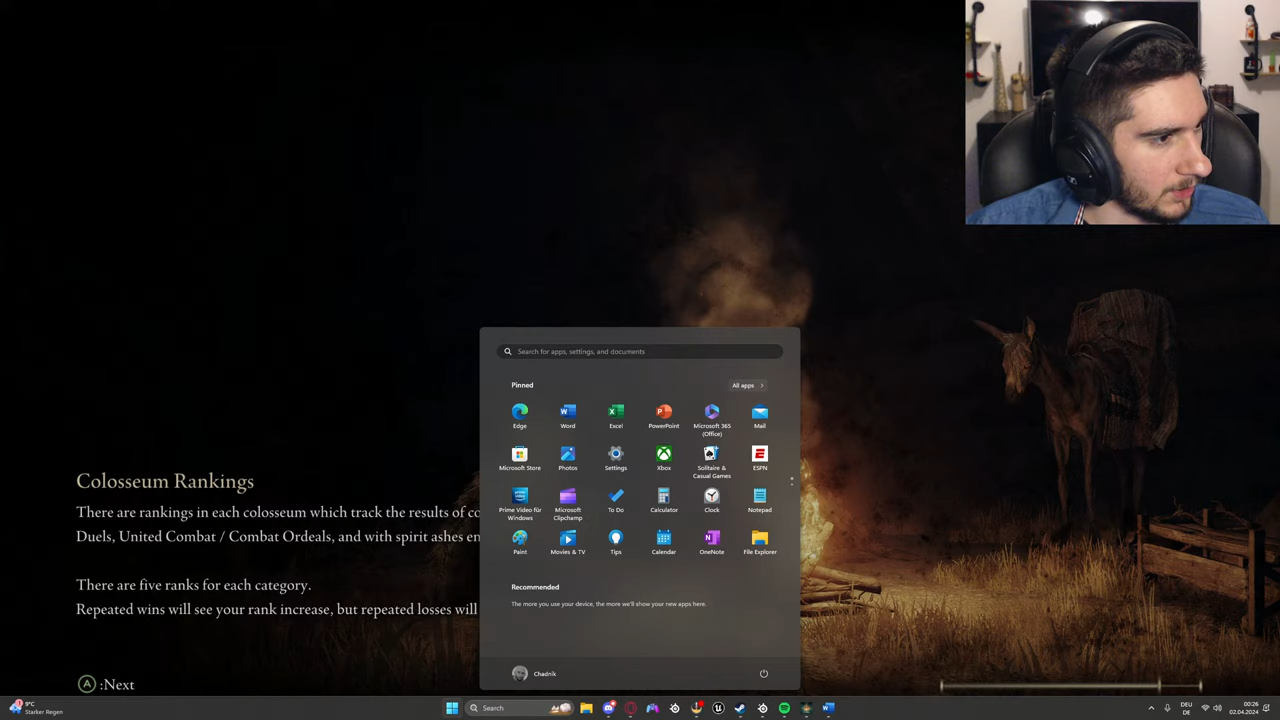 Search for apps, settings, and documents
Pinned
All apps
Edge
Word
Excel
PowerPoint
Microsoft 365
(Office)
Mail
Microsoft Store
Photos
Settings
Xbox
Solitaire &
Casual Games
ESPN
Prime Video für
Windows
Microsoft
Clipchamp
To Do
Calculator
Clock
Notepad
Paint
Movies & TV
Tips
Calendar
OneNote
File Explorer
Recommended
The more you use your device, the more we'll show your new apps here.
Chadnik
Colosseum Rankings
There are rankings in each colosseum which track the results of co
Duels, United Combat / Combat Ordeals, and with spirit ashes en
There are five ranks for each category.
Repeated wins will see your rank increase, but repeated losses will
A :Next
9°C
Starker Regen
Search
DEU
DE
00:26
02.04.2024